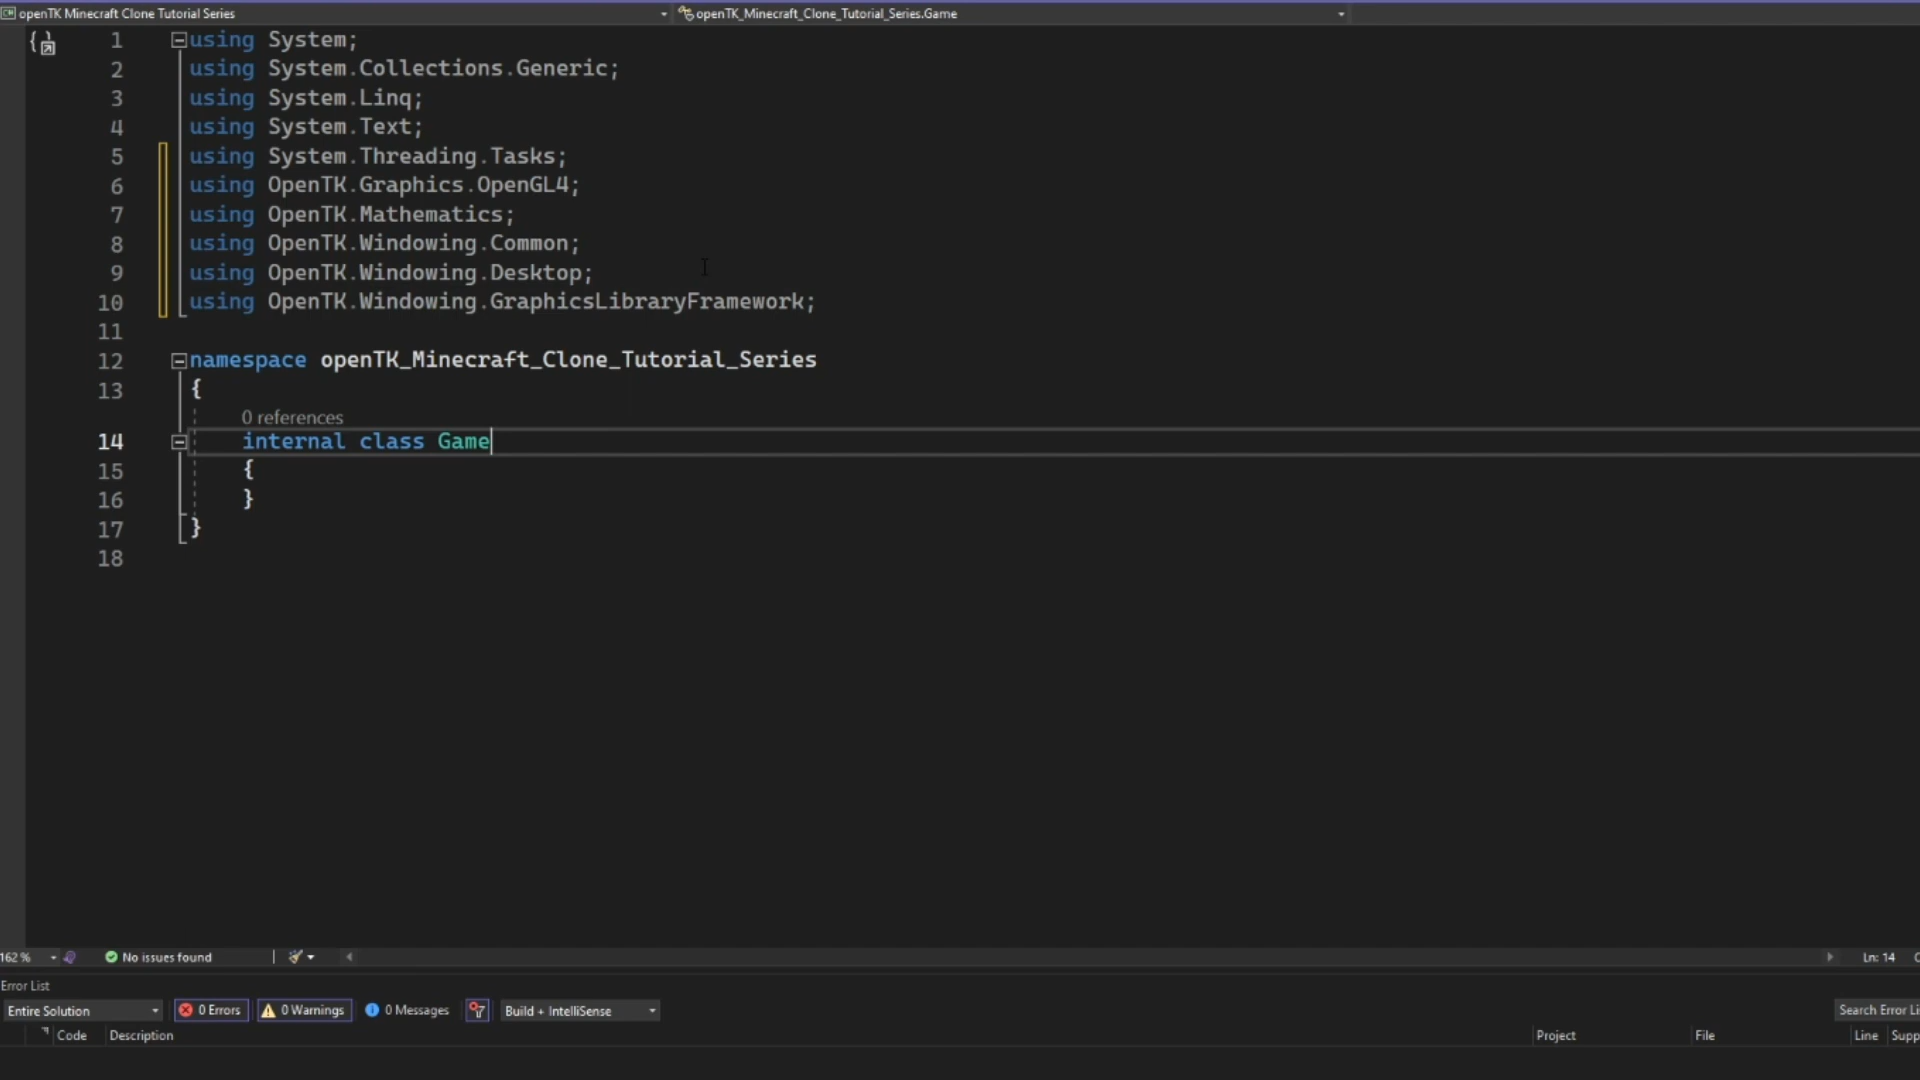 openTK Minecraft Clone Tutorial Series
openTK_Minecraft_Clone_Tutorial_Series.Game
1 using System;
2 using System.Collections.Generic;
3 using System.Linq;
4 using System.Text;
5 using System.Threading.Tasks;
6 using OpenTK.Graphics.OpenGL4;
7 using OpenTK.Mathematics;
8 using OpenTK.Windowing.Common;
9 using OpenTK.Windowing.Desktop;
10 using OpenTK.Windowing.GraphicsLibraryFramework;
11
12 namespace openTK_Minecraft_Clone_Tutorial_Series
13 {
0 references
14 internal class Game
15 {
16 }
17 }
18
162 % No issues found Ln: 14
Error List
Entire Solution 0 Errors 0 Warnings 0 Messages Build + IntelliSense Search Error
Code Description Project File Line